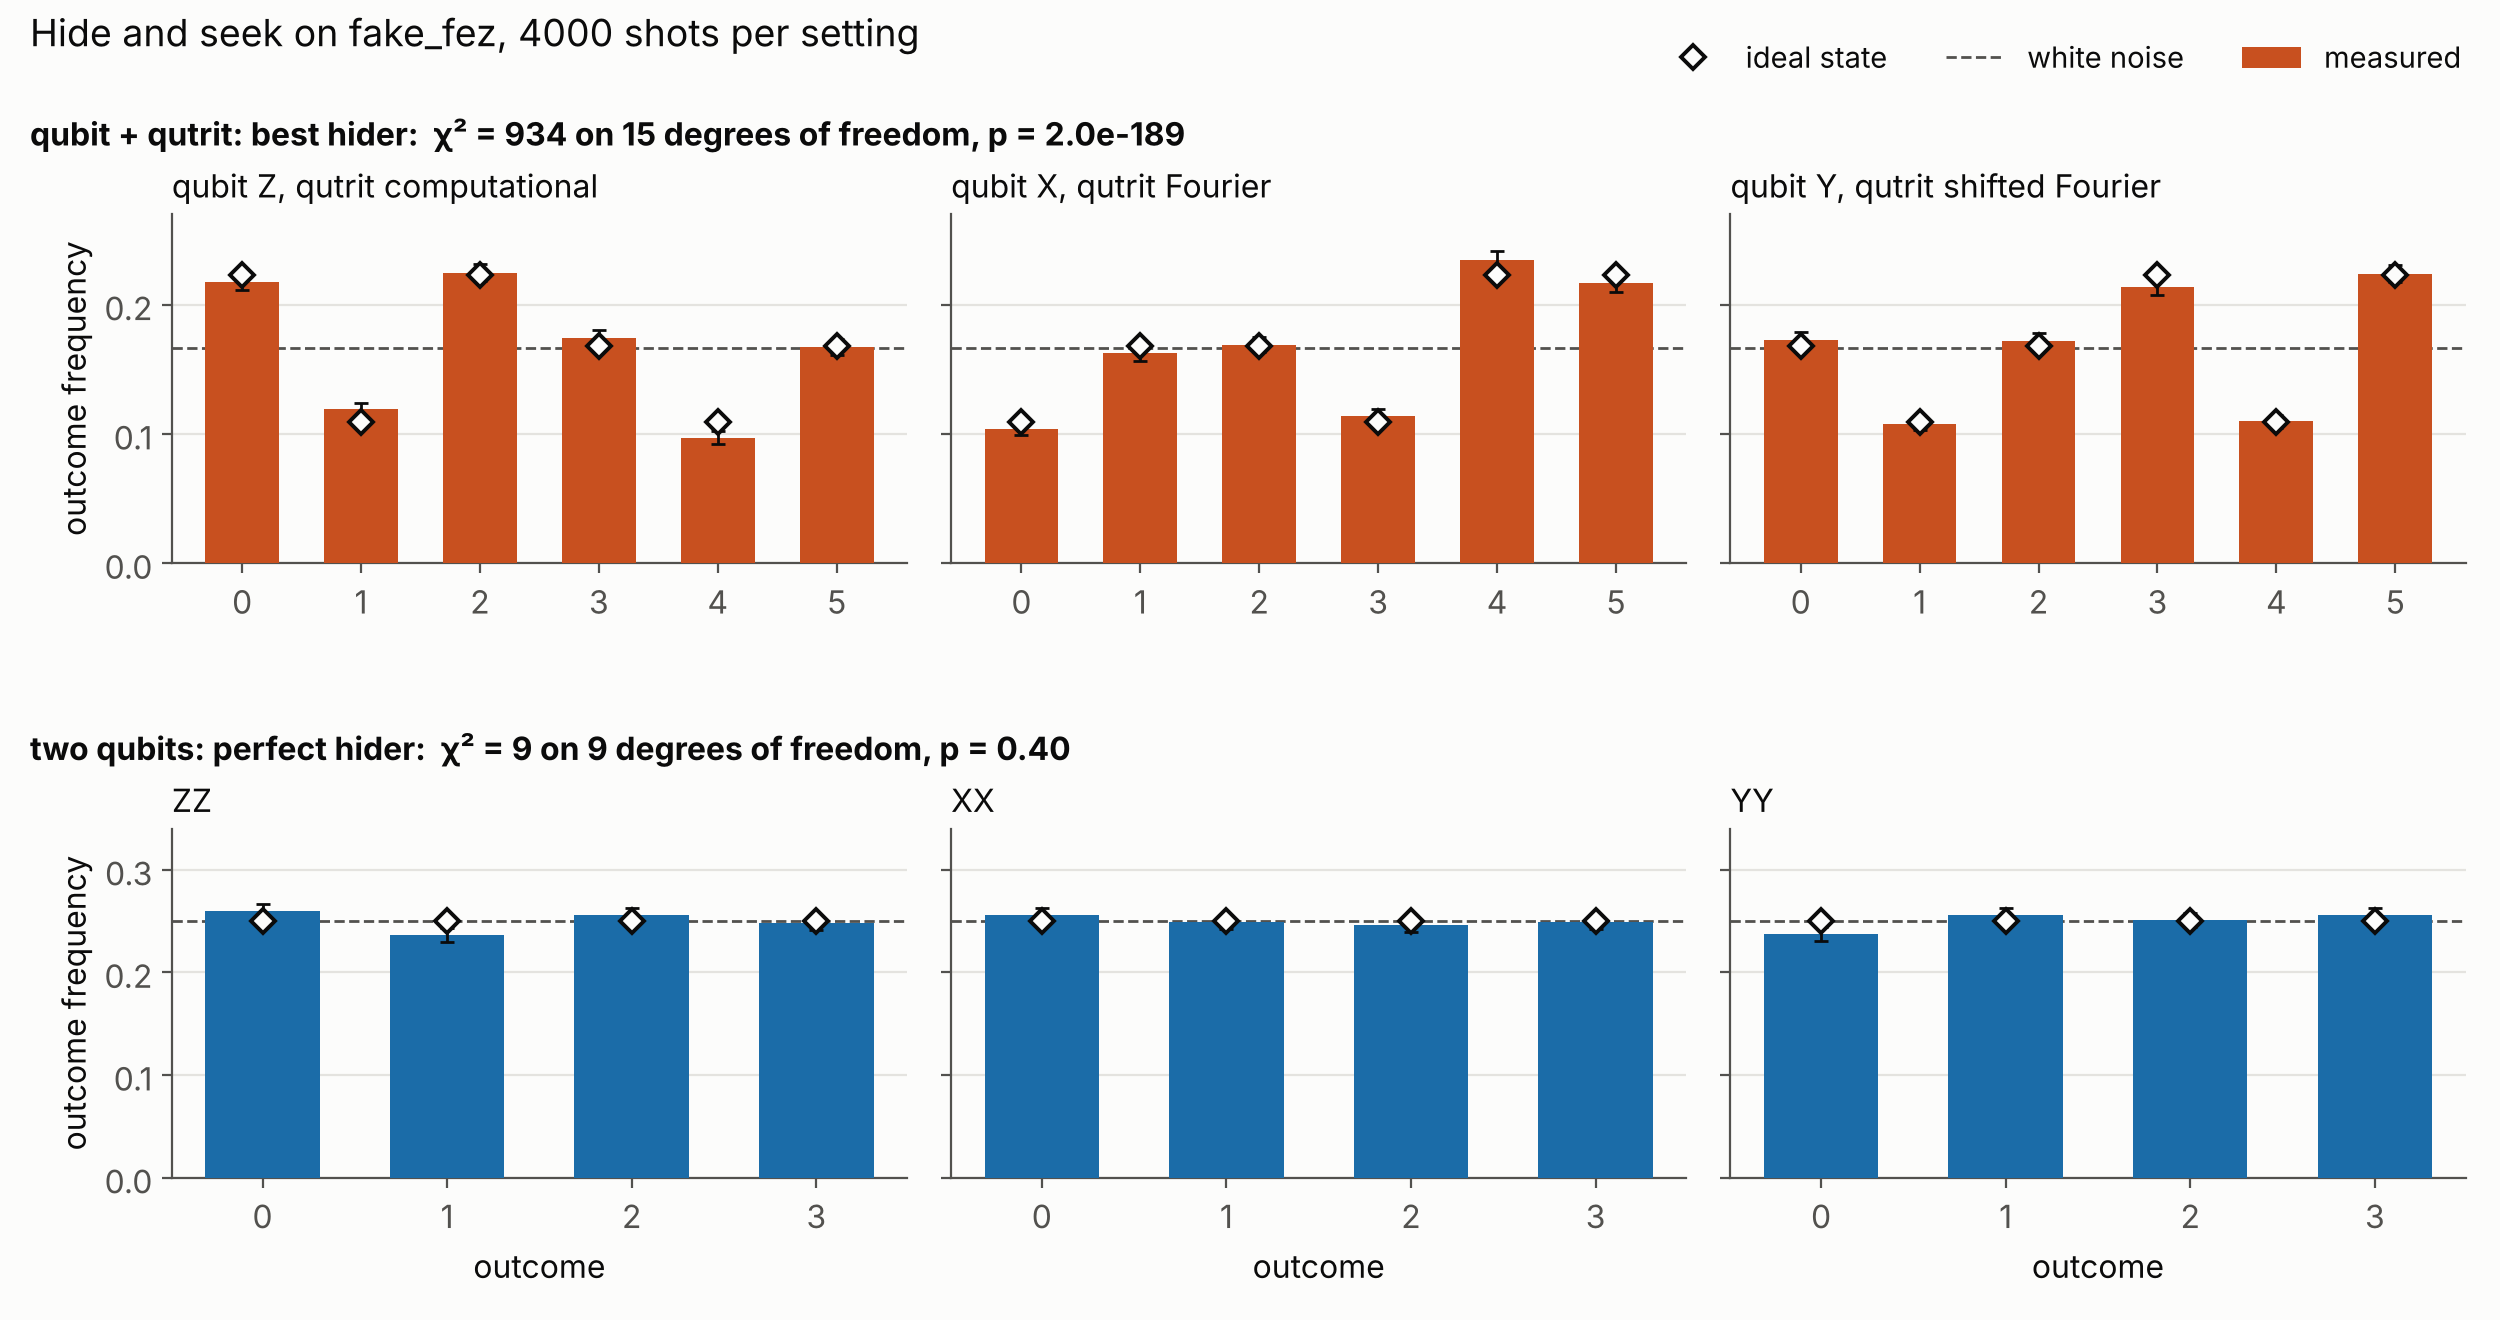 Hide and seek on fake_fez, 4000 shots per setting
ideal state
white noise
measured
qubit + qutrit: best hider: χ² = 934 on 15 degrees of freedom, p = 2.0e-189
qubit Z, qutrit computational
qubit X, qutrit Fourier
qubit Y, qutrit shifted Fourier
outcome frequency
0.2
0.1
0.0
0 1 2 3 4 5
0 1 2 3 4 5
0 1 2 3 4 5
two qubits: perfect hider: χ² = 9 on 9 degrees of freedom, p = 0.40
ZZ
XX
YY
outcome frequency
0.3
0.2
0.1
0.0
0 1 2 3
0 1 2 3
0 1 2 3
outcome
outcome
outcome